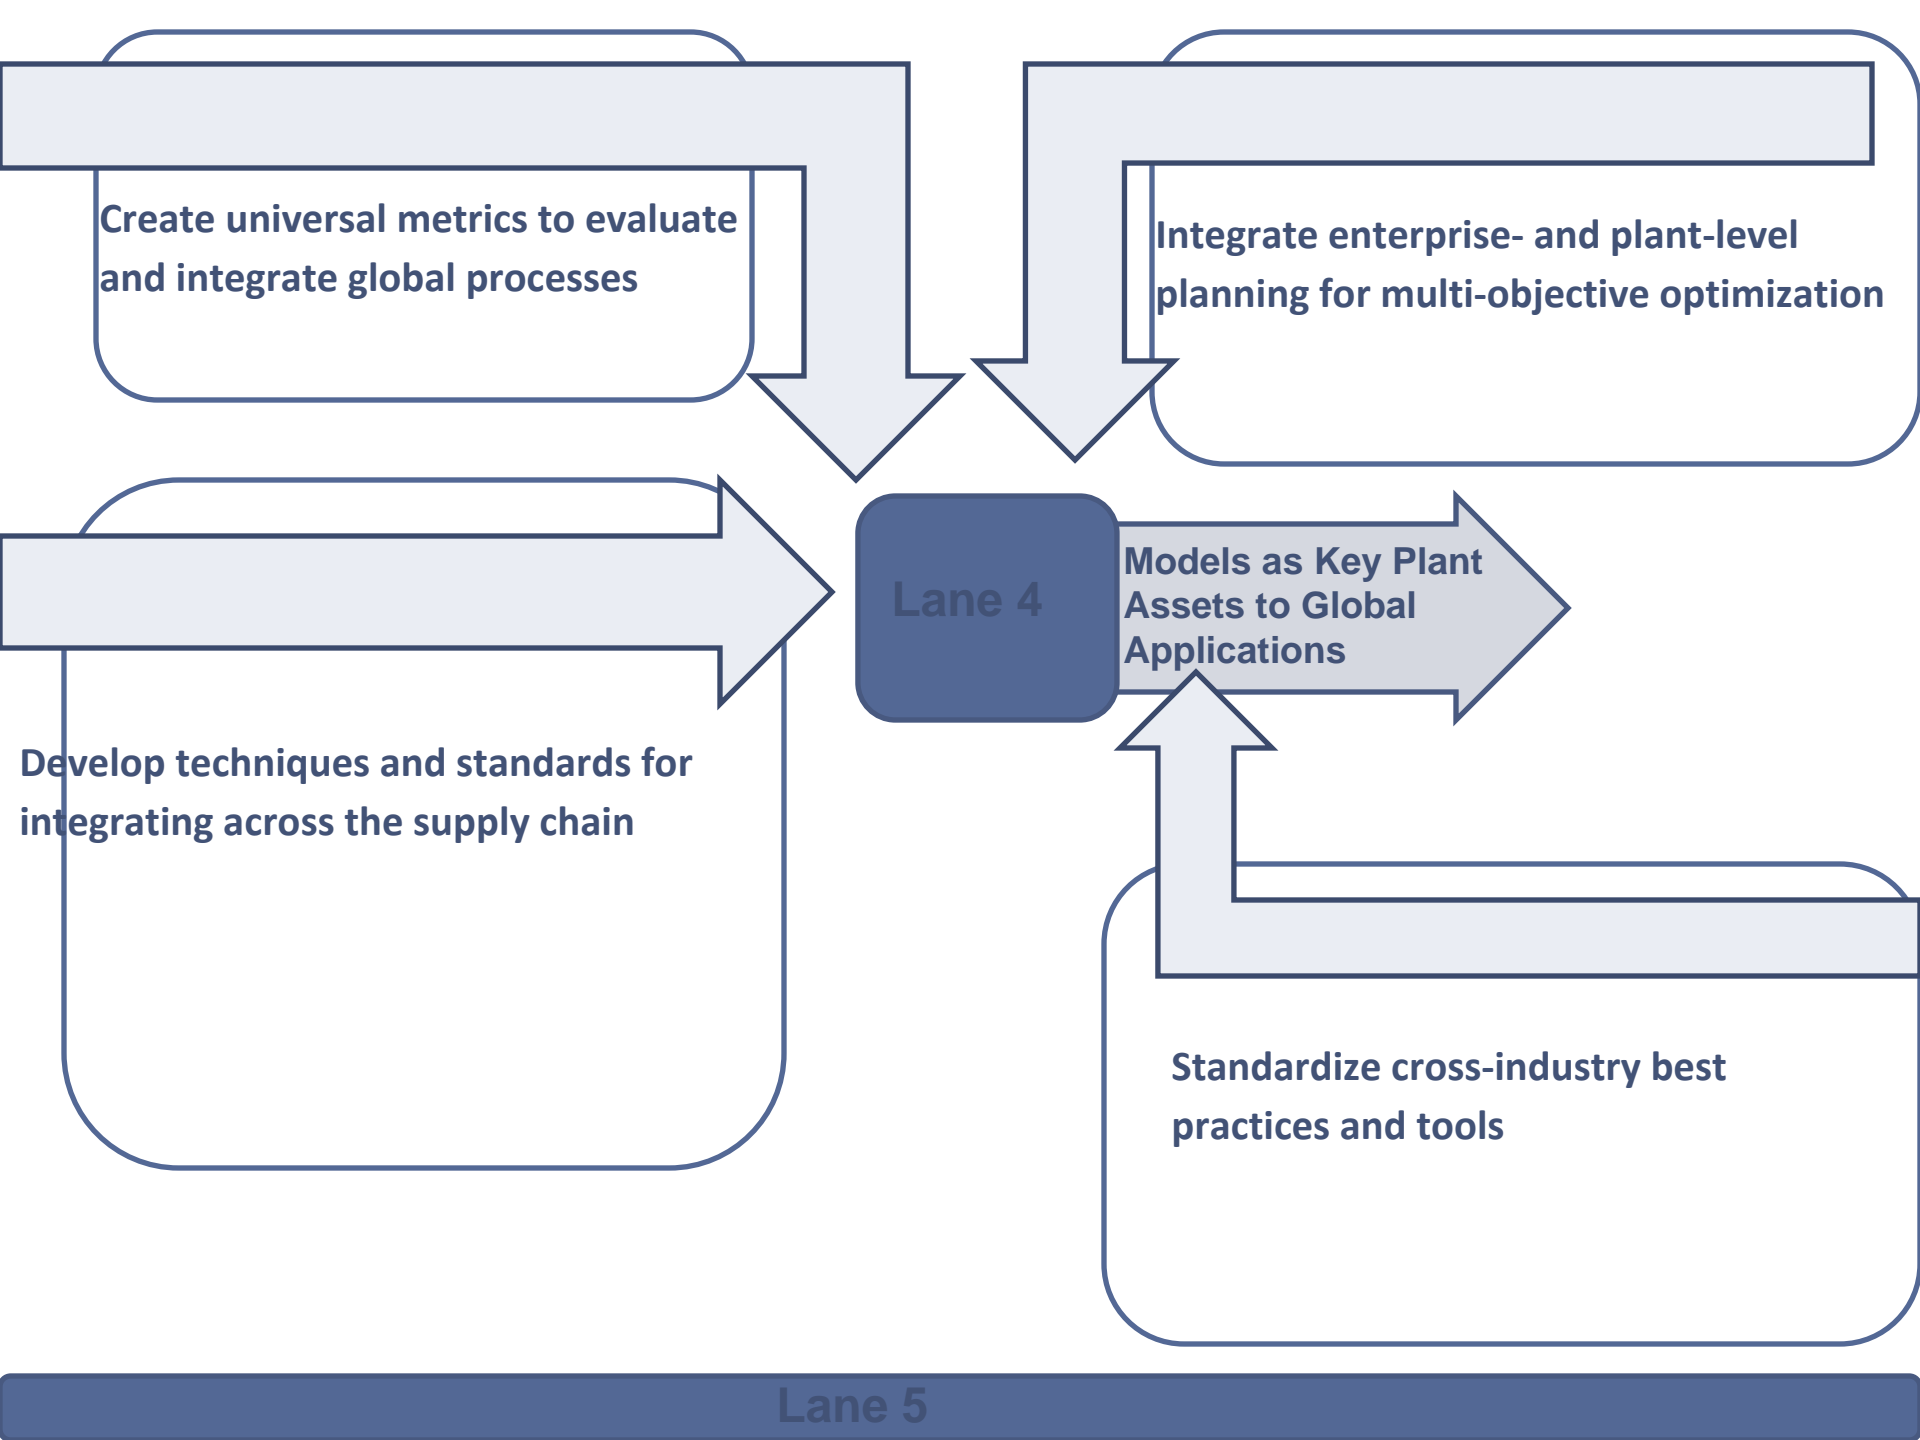 Create universal metrics to evaluate
and integrate global processes
Integrate enterprise- and plant-level
planning for multi-objective optimization
Lane 4
Models as Key Plant
Assets to Global
Applications
Develop techniques and standards for
integrating across the supply chain
Standardize cross-industry best
practices and tools
Lane 5